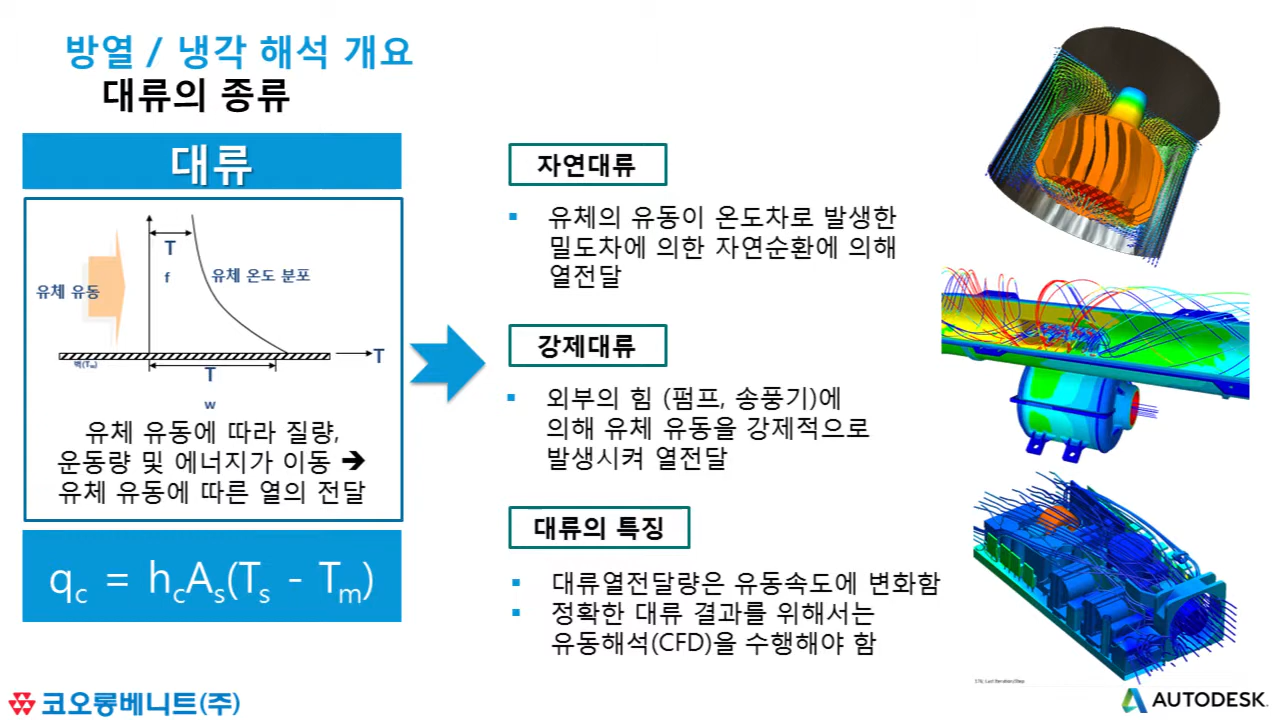 방열 / 냉각 해석 개요
대류의 종류
대류
T
f
유체 온도 분포
유체 유동
벽(Tw)
T
T
w
유체 유동에 따라 질량,
운동량 및 에너지가 이동 ➔
유체 유동에 따른 열의 전달
qc = hcAs(Ts - Tm)
자연대류
▪ 유체의 유동이 온도차로 발생한
밀도차에 의한 자연순환에 의해
열전달
강제대류
▪ 외부의 힘 (펌프, 송풍기)에
의해 유체 유동을 강제적으로
발생시켜 열전달
대류의 특징
▪ 대류열전달량은 유동속도에 변화함
▪ 정확한 대류 결과를 위해서는
유동해석(CFD)을 수행해야 함
코오롱베니트(주)
AUTODESK.